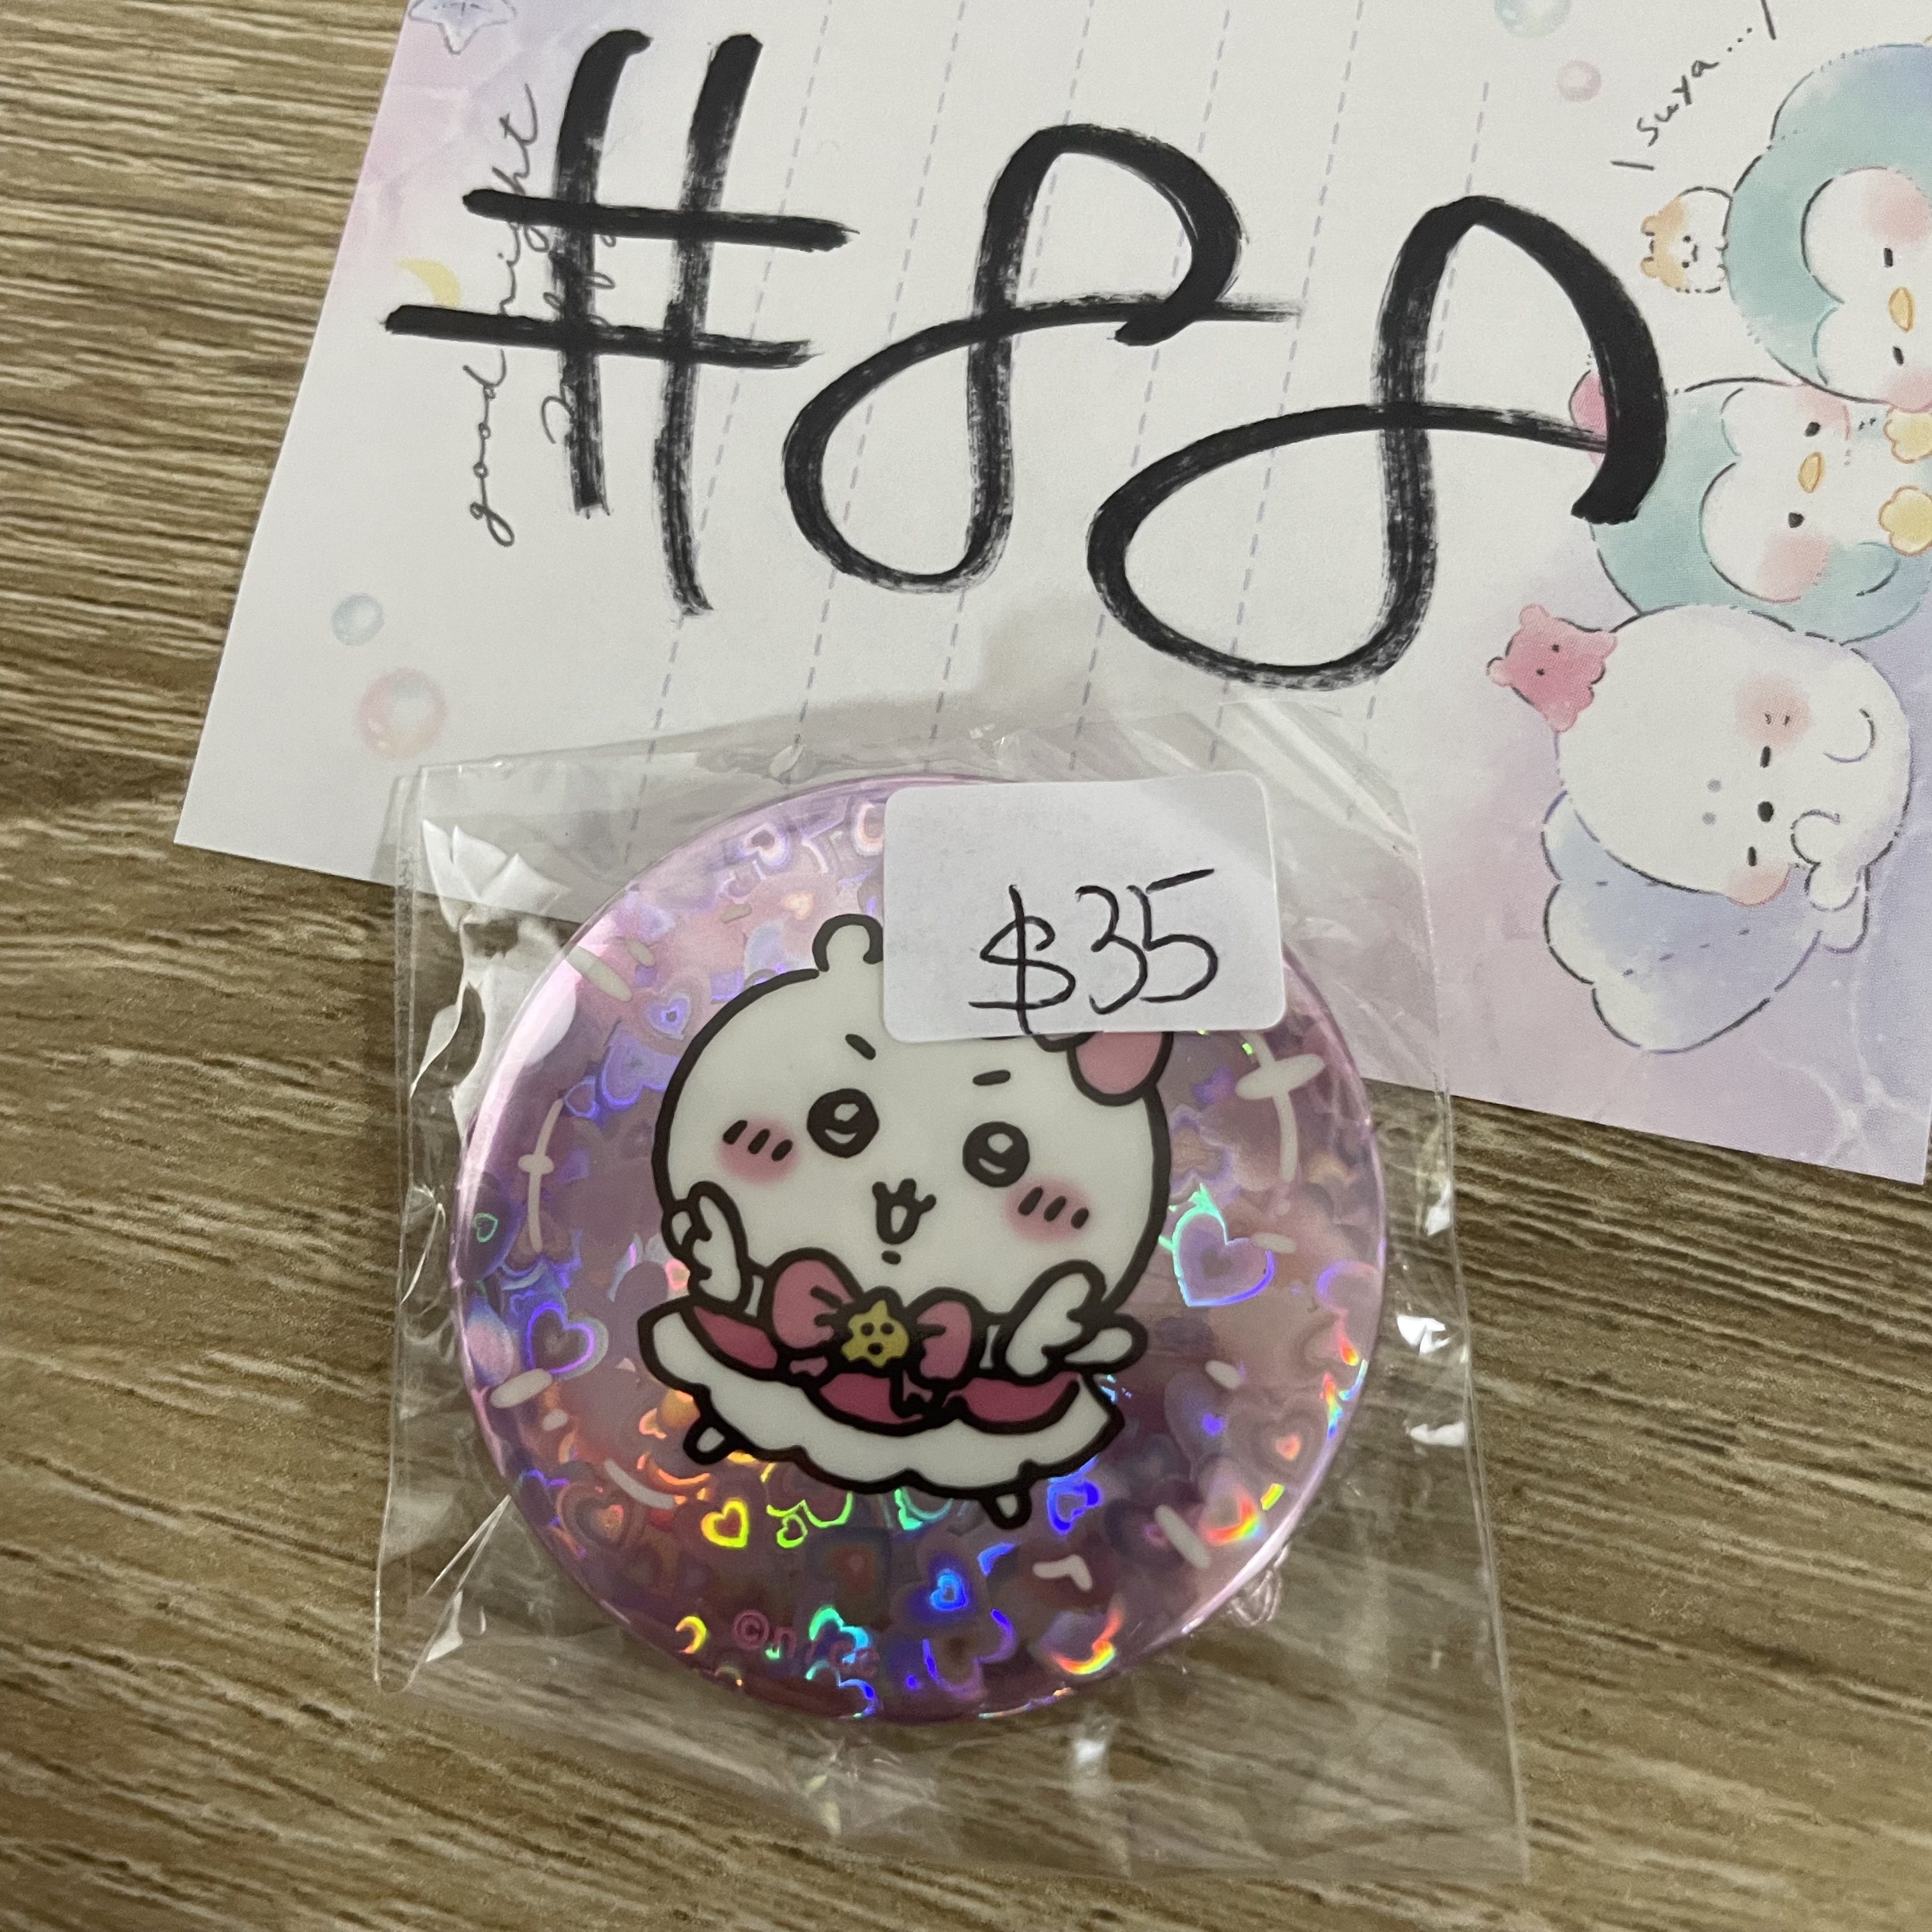 #88
good night
\suya..../
$35